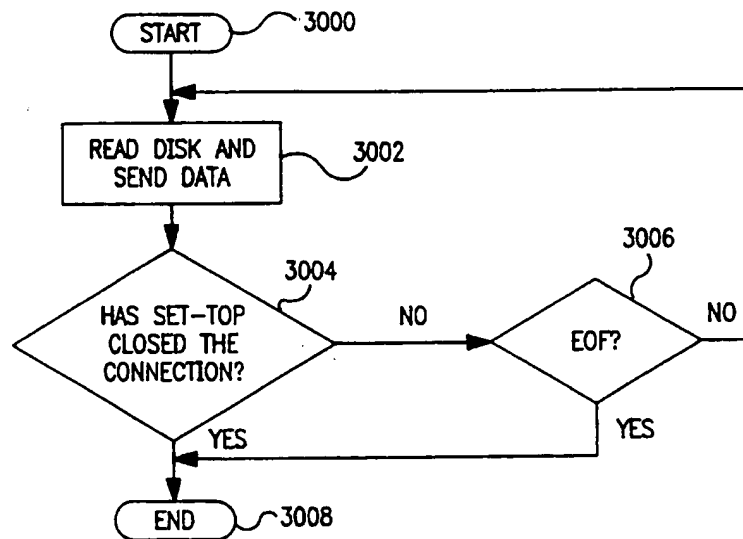 START
3000
READ DISK AND
SEND DATA
3002
3004
HAS SET-TOP
CLOSED THE
CONNECTION?
NO
3006
EOF?
NO
YES
YES
END
3008